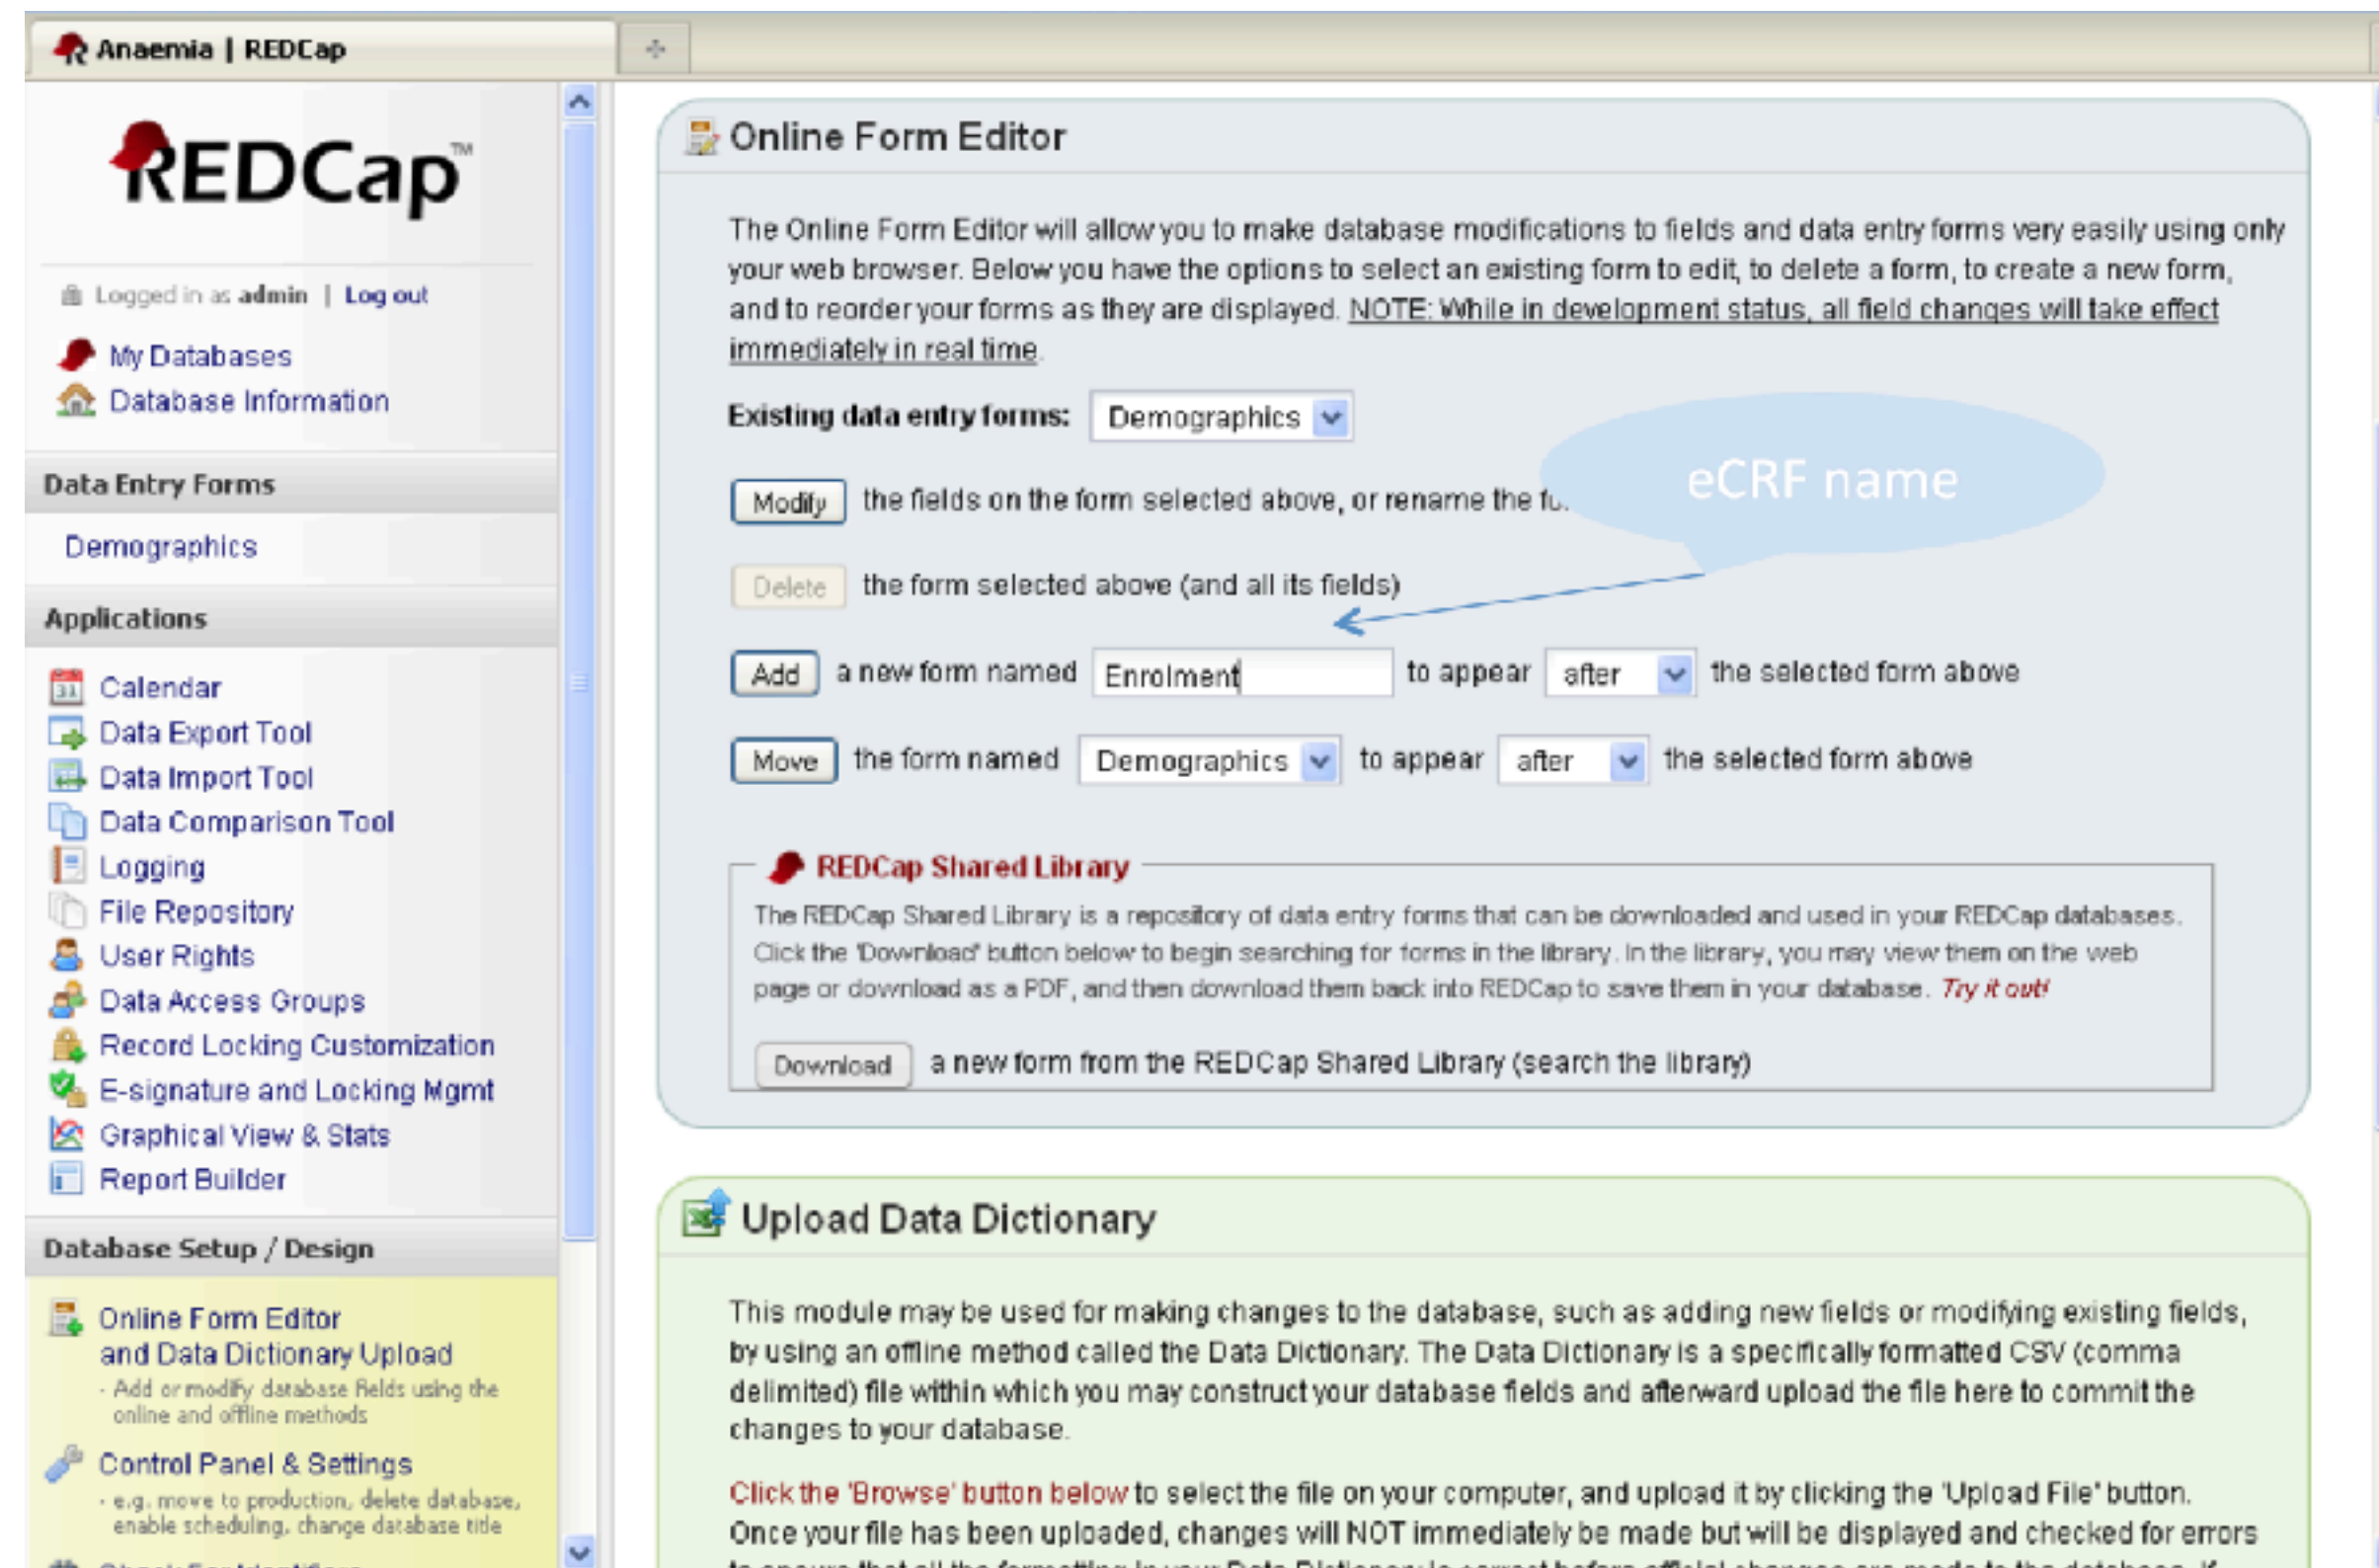 Anaemia | REDCap
REDCap™
Logged in as admin | Log out
My Databases
Database Information
Data Entry Forms
Demographics
Applications
Calendar
Data Export Tool
Data Import Tool
Data Comparison Tool
Logging
File Repository
User Rights
Data Access Groups
Record Locking Customization
E-signature and Locking Mgmt
Graphical View & Stats
Report Builder
Database Setup / Design
Online Form Editor
and Data Dictionary Upload
- Add or modify database fields using the
online and offline methods
Control Panel & Settings
- e.g. move to production, delete database,
enable scheduling, change database title
Online Form Editor
The Online Form Editor will allow you to make database modifications to fields and data entry forms very easily using only
your web browser. Below you have the options to select an existing form to edit, to delete a form, to create a new form,
and to reorder your forms as they are displayed. NOTE: While in development status, all field changes will take effect
immediately in real time.
Existing data entry forms: Demographics
eCRF name
Modify the fields on the form selected above, or rename the
Delete the form selected above (and all its fields)
Add a new form named Enrolment to appear after the selected form above
Move the form named Demographics to appear after the selected form above
REDCap Shared Library
The REDCap Shared Library is a repository of data entry forms that can be downloaded and used in your REDCap databases.
Click the 'Download' button below to begin searching for forms in the library. In the library, you may view them on the web
page or download as a PDF, and then download them back into REDCap to save them in your database. Try it out!
Download a new form from the REDCap Shared Library (search the library)
Upload Data Dictionary
This module may be used for making changes to the database, such as adding new fields or modifying existing fields,
by using an offline method called the Data Dictionary. The Data Dictionary is a specifically formatted CSV (comma
delimited) file within which you may construct your database fields and afterward upload the file here to commit the
changes to your database.
Click the 'Browse' button below to select the file on your computer, and upload it by clicking the 'Upload File' button.
Once your file has been uploaded, changes will NOT immediately be made but will be displayed and checked for errors